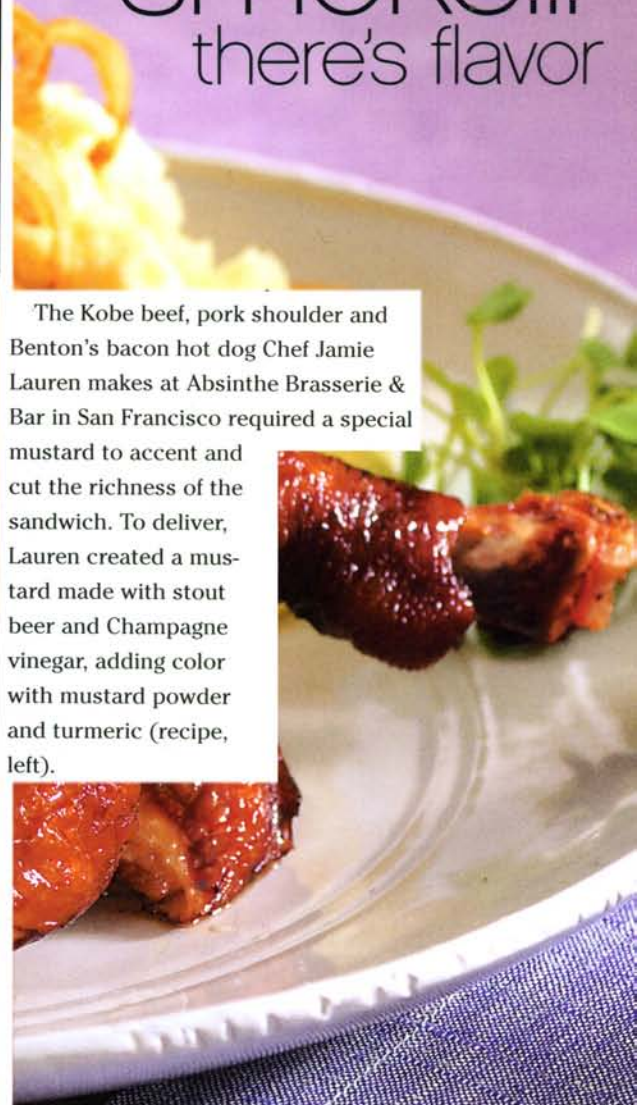 there's flavor
The Kobe beef, pork shoulder and
Benton's bacon hot dog Chef Jamie
Lauren makes at Absinthe Brasserie &
Bar in San Francisco required a special
mustard to accent and
cut the richness of the
sandwich. To deliver,
Lauren created a mus-
tard made with stout
beer and Champagne
vinegar, adding color
with mustard powder
and turmeric (recipe,
left).